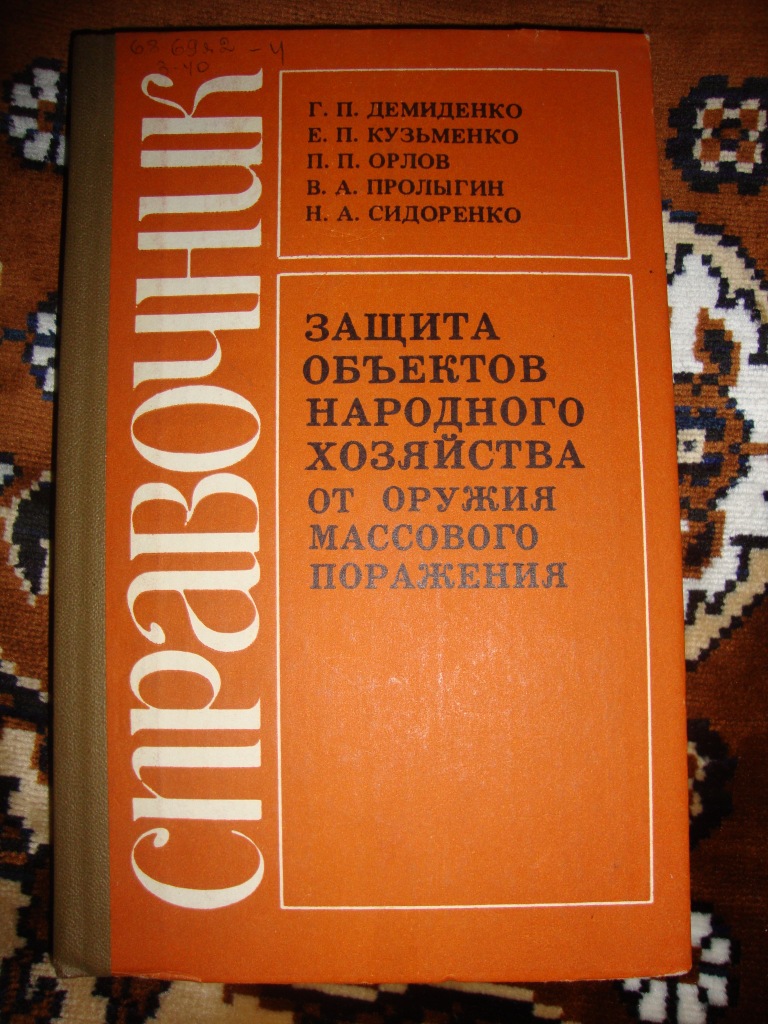 СПРАВОЧНИК
Г. П. ДЕМИДЕНКО
Е. П. КУЗЬМЕНКО
П. П. ОРЛОВ
В. А. ПРОЛЫГИН
Н. А. СИДОРЕНКО
ЗАЩИТА
ОБЪЕКТОВ
НАРОДНОГО
ХОЗЯЙСТВА
ОТ ОРУЖИЯ
МАССОВОГО
ПОРАЖЕНИЯ